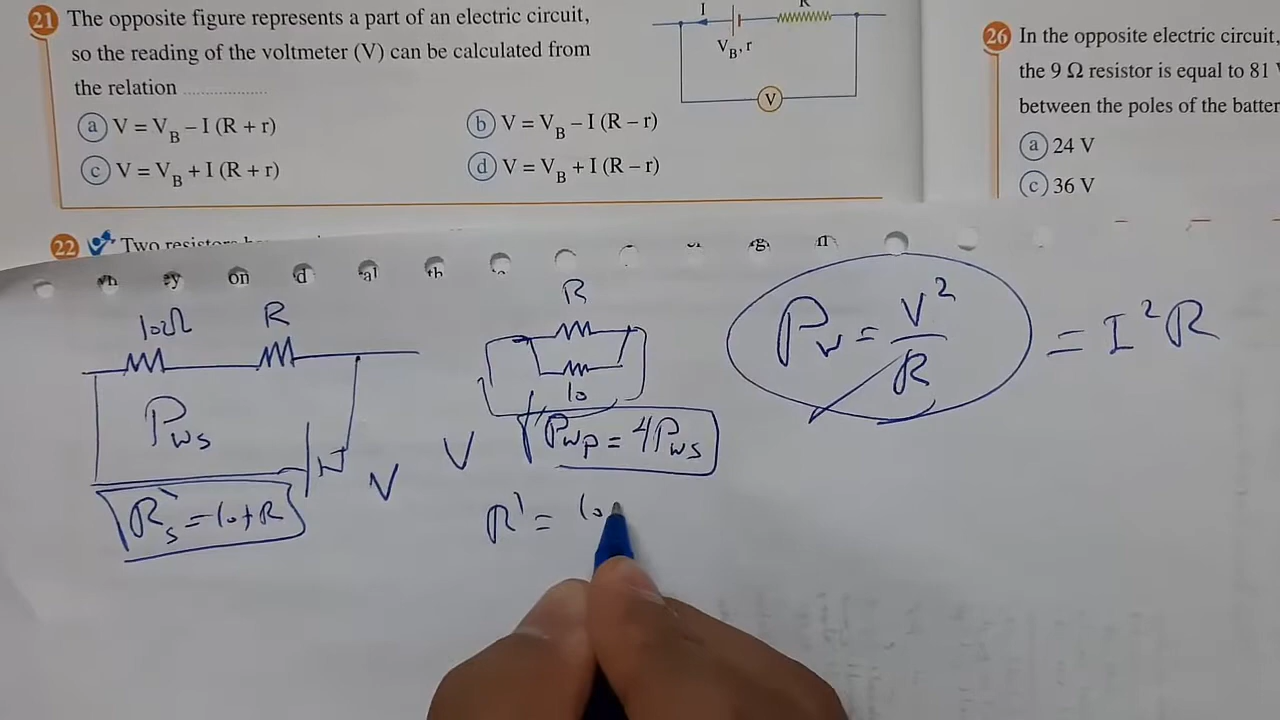 21 The opposite figure represents a part of an electric circuit,
so the reading of the voltmeter (V) can be calculated from
the relation ....................
a V = V_B – I (R + r)
b V = V_B – I (R – r)
c V = V_B + I (R + r)
d V = V_B + I (R – r)
I
R
V_B, r
V
26 In the opposite electric circuit,
the 9 Ω resistor is equal to 81
between the poles of the batter
a 24 V
c 36 V
22 Two
10Ω R
P_ws
V
R'_s = 10+R
R
10
V
P_wp = 4P_ws
R' = 10
P_w = V²/R = I²R